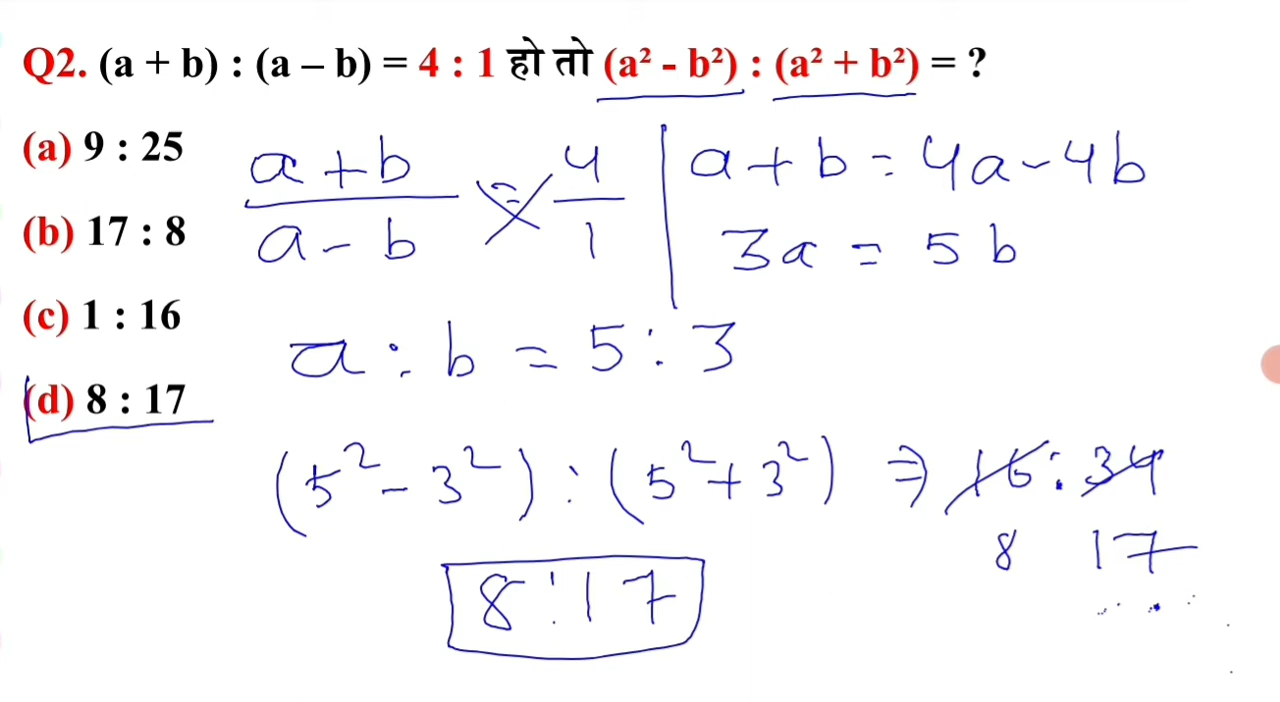 Q2. (a + b) : (a – b) = 4 : 1 हो तो (a² - b²) : (a² + b²) = ?
(a) 9 : 25
(b) 17 : 8
(c) 1 : 16
(d) 8 : 17
a + b / a - b = 4 / 1
a + b = 4a - 4b
3a = 5b
a : b = 5 : 3
(5² - 3²) : (5² + 3²) ⇒ 16 : 34
8 17
8 : 17